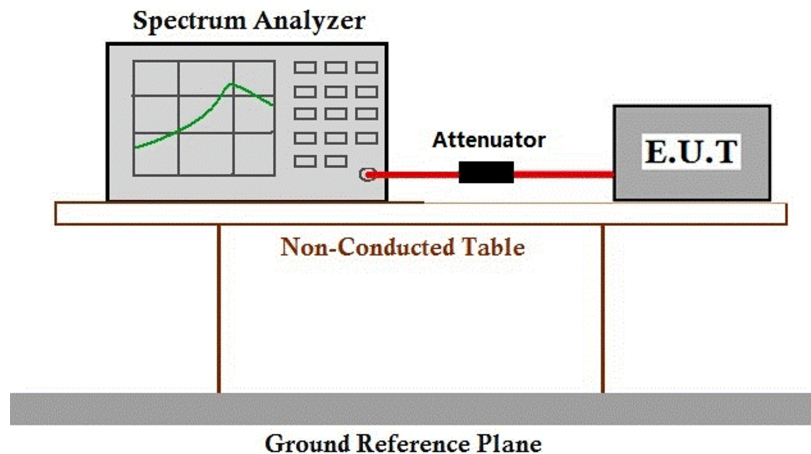 Spectrum Analyzer
Attenuator
E.U.T
Non-Conducted Table
Ground Reference Plane